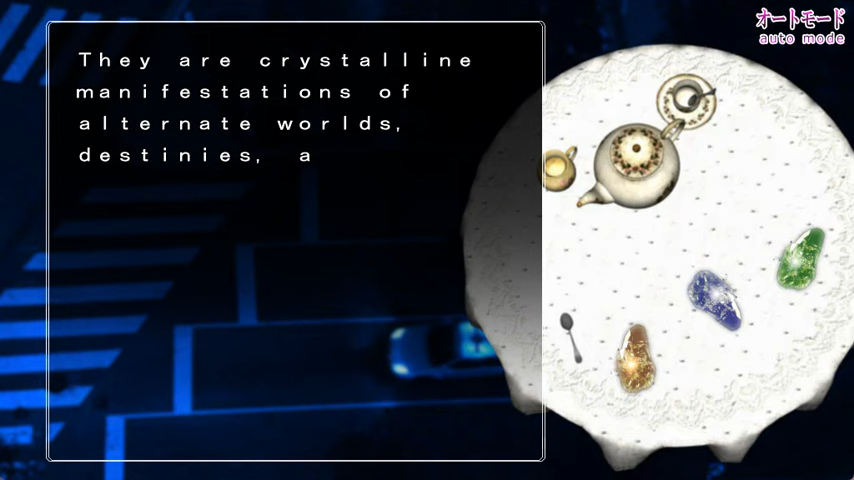 They are crystalline
manifestations of
alternate worlds,
destinies, a
オートモード
auto mode